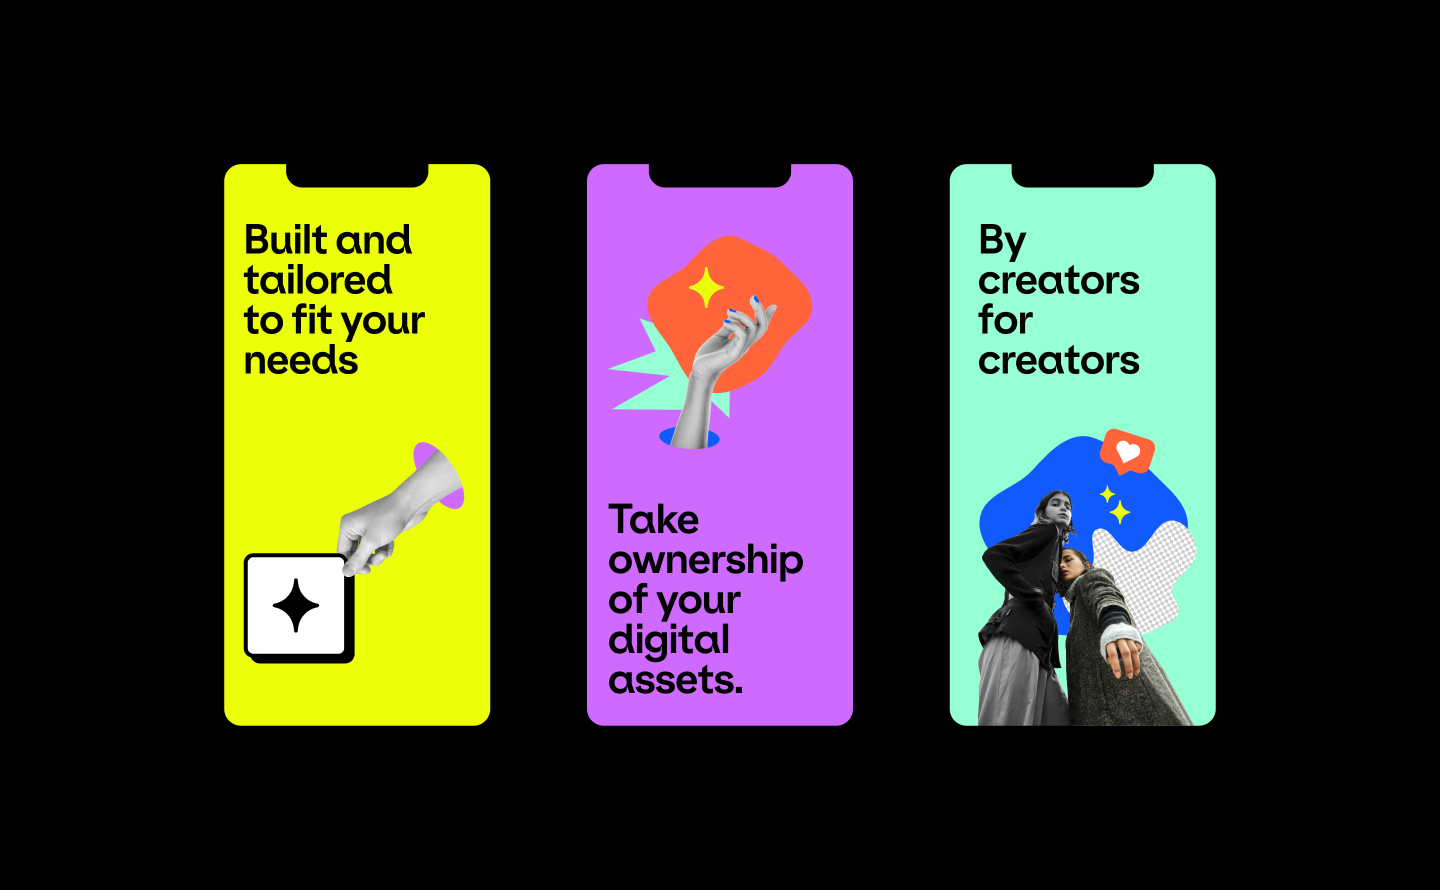 Built and
tailored
to fit your
needs
Take
ownership
of your
digital
assets.
By
creators
for
creators